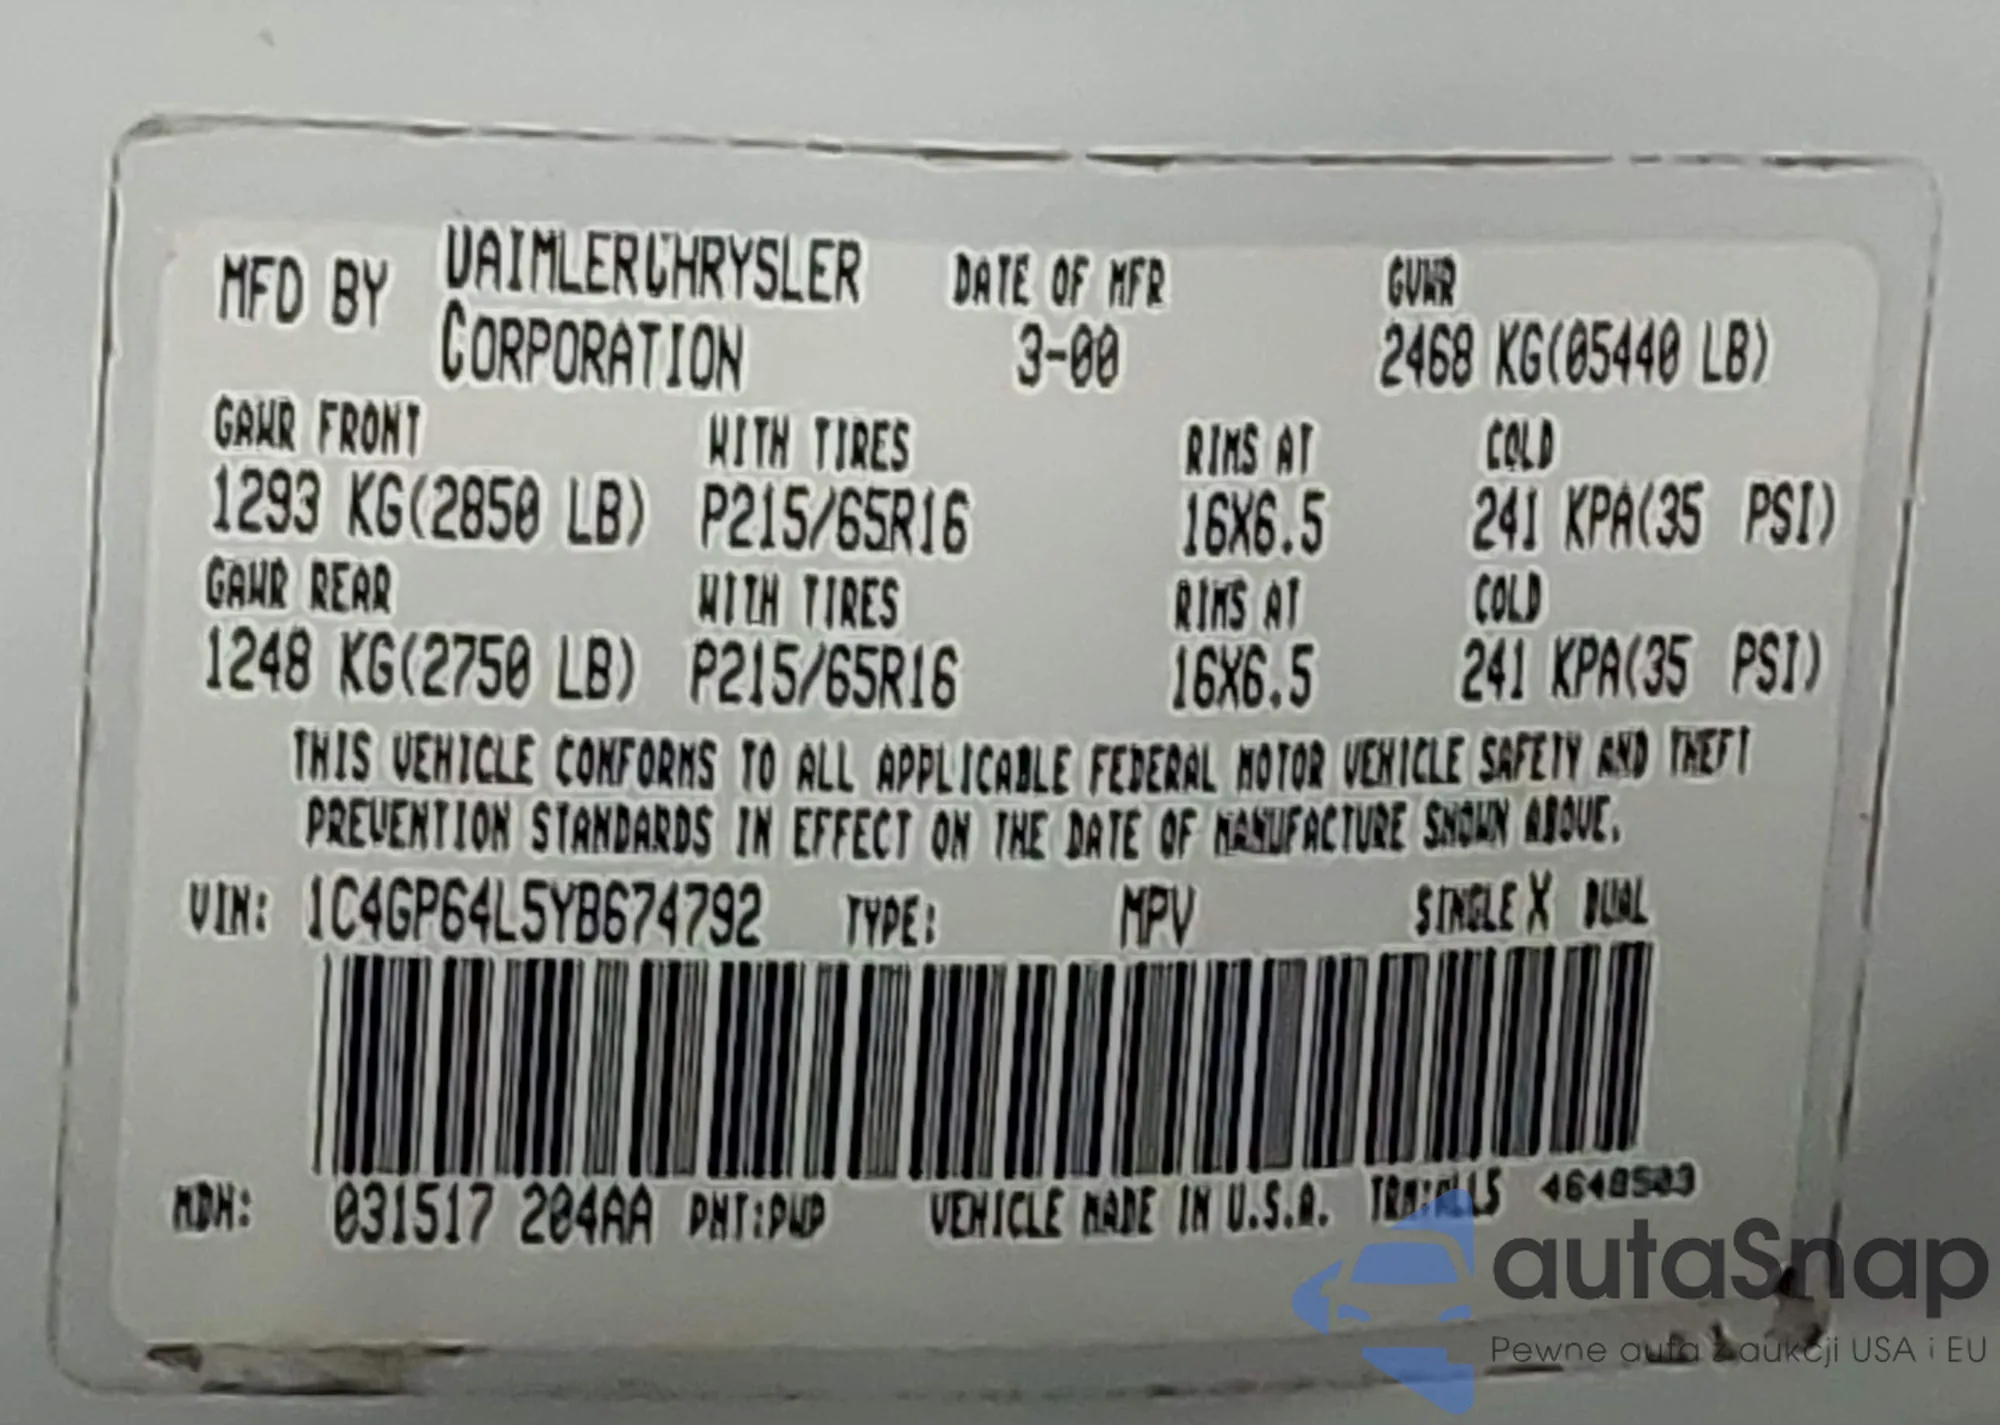 MFD BY DAIMLERCHRYSLER CORPORATION DATE OF MFR 3-00 GVWR 2468 KG(05440 LB)
GAWR FRONT WITH TIRES RIMS AT COLD
1293 KG(2850 LB) P215/65R16 16X6.5 241 KPA(35 PSI)
GAWR REAR WITH TIRES RIMS AT COLD
1248 KG(2750 LB) P215/65R16 16X6.5 241 KPA(35 PSI)
THIS VEHICLE CONFORMS TO ALL APPLICABLE FEDERAL MOTOR VEHICLE SAFETY AND THEFT
PREVENTION STANDARDS IN EFFECT ON THE DATE OF MANUFACTURE SHOWN ABOVE.
VIN: 1C4GP64L5YB674792 TYPE: MPV SINGLE X DUAL
MDH: 031517 204AA PNT:PWP VEHICLE MADE IN U.S.A. 4648503
autaSnap
Pewne auta z aukcji USA i EU